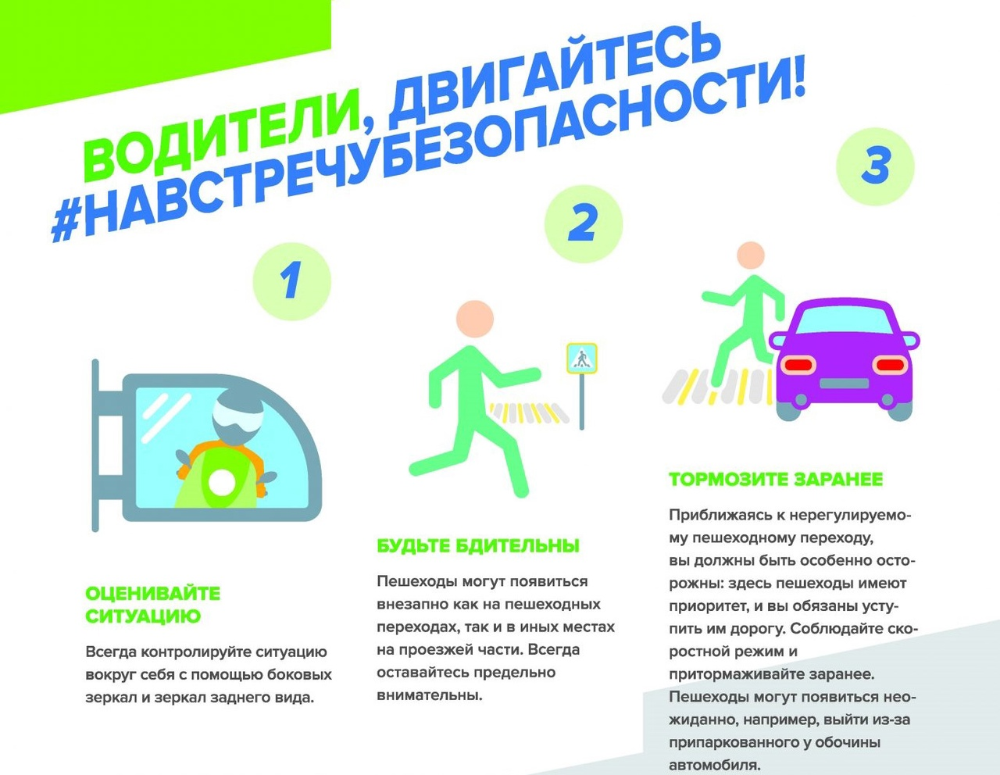 ВОДИТЕЛИ, ДВИГАЙТЕСЬ
#НАВСТРЕЧУБЕЗОПАСНОСТИ!
1
ОЦЕНИВАЙТЕ
СИТУАЦИЮ
Всегда контролируйте ситуацию
вокруг себя с помощью боковых
зеркал и зеркал заднего вида.
2
БУДЬТЕ БДИТЕЛЬНЫ
Пешеходы могут появиться
внезапно как на пешеходных
переходах, так и в иных местах
на проезжей части. Всегда
оставайтесь предельно
внимательны.
3
ТОРМОЗИТЕ ЗАРАНЕЕ
Приближаясь к нерегулируемо-
му пешеходному переходу,
вы должны быть особенно осто-
рожны: здесь пешеходы имеют
приоритет, и вы обязаны усту-
пить им дорогу. Соблюдайте ско-
ростной режим и
притормаживайте заранее.
Пешеходы могут появиться нео-
жиданно, например, выйти из-за
припаркованного у обочины
автомобиля.